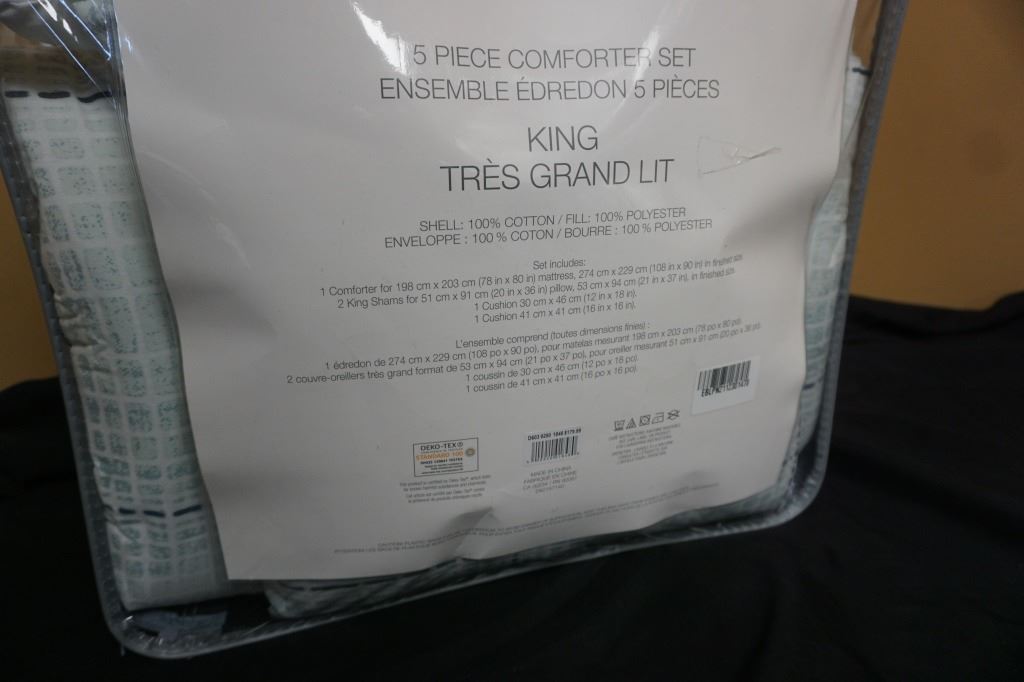 5 PIECE COMFORTER SET
ENSEMBLE ÉDREDON 5 PIÈCES
KING
TRÈS GRAND LIT
SHELL: 100% COTTON / FILL: 100% POLYESTER
ENVELOPPE : 100 % COTON / BOURRE : 100 % POLYESTER
Set includes:
1 Comforter for 198 cm x 203 cm (78 in x 80 in) mattress, 274 cm x 229 cm (108 in x 90 in) in finished size.
2 King Shams for 51 cm x 91 cm (20 in x 36 in) pillow, 53 cm x 94 cm (21 in x 37 in), in finished size.
1 Cushion 30 cm x 46 cm (12 in x 18 in).
1 Cushion 41 cm x 41 cm (16 in x 16 in).
L'ensemble comprend (toutes dimensions finies) :
1 édredon de 274 cm x 229 cm (108 po x 90 po), pour matelas mesurant 198 cm x 203 cm (78 po x 80 po).
2 couvre-oreillers très grand format de 53 cm x 94 cm (21 po x 37 po), pour oreiller mesurant 51 cm x 91 cm (20 po x 36 po).
1 coussin de 30 cm x 46 cm (12 po x 18 po).
1 coussin de 41 cm x 41 cm (16 po x 16 po).
OEKO-TEX®
STANDARD 100
MADE IN CHINA
FABRIQUÉ EN CHINE